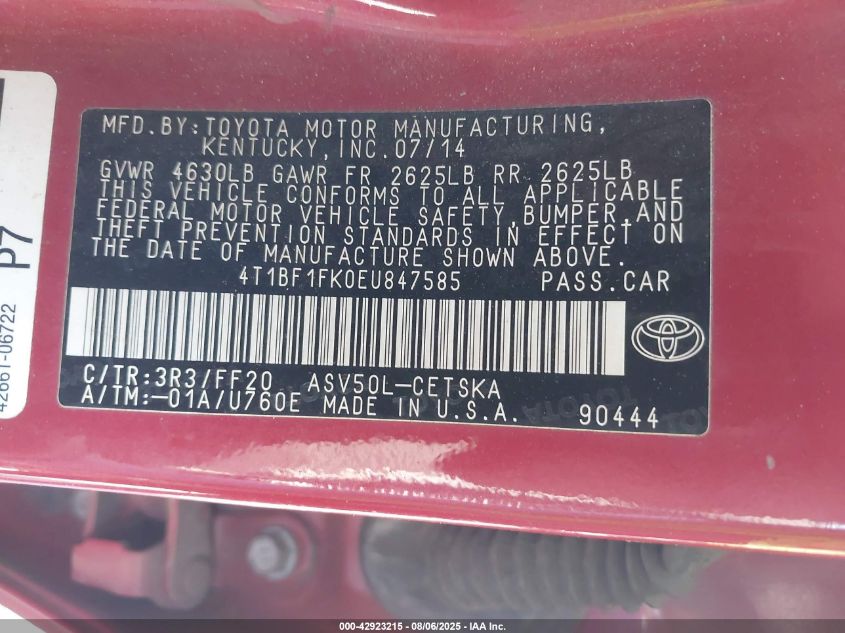 MFD.BY:TOYOTA MOTOR MANUFACTURING,
KENTUCKY, INC.07/14
GVWR 4630LB GAWR FR 2625LB RR 2625LB
THIS VEHICLE CONFORMS TO ALL APPLICABLE
FEDERAL MOTOR VEHICLE SAFETY,BUMPER,AND
THEFT PREVENTION STANDARDS IN EFFECT ON
THE DATE OF MANUFACTURE SHOWN ABOVE.
4T1BF1FK0EU847585 PASS.CAR
C/TR:3R3/FF20 ASV50L-CETSKA
A/TM:-01A/U760E MADE IN U.S.A. 90444
P7
42661-06722
000-42923215 - 08/06/2025 - IAA Inc.